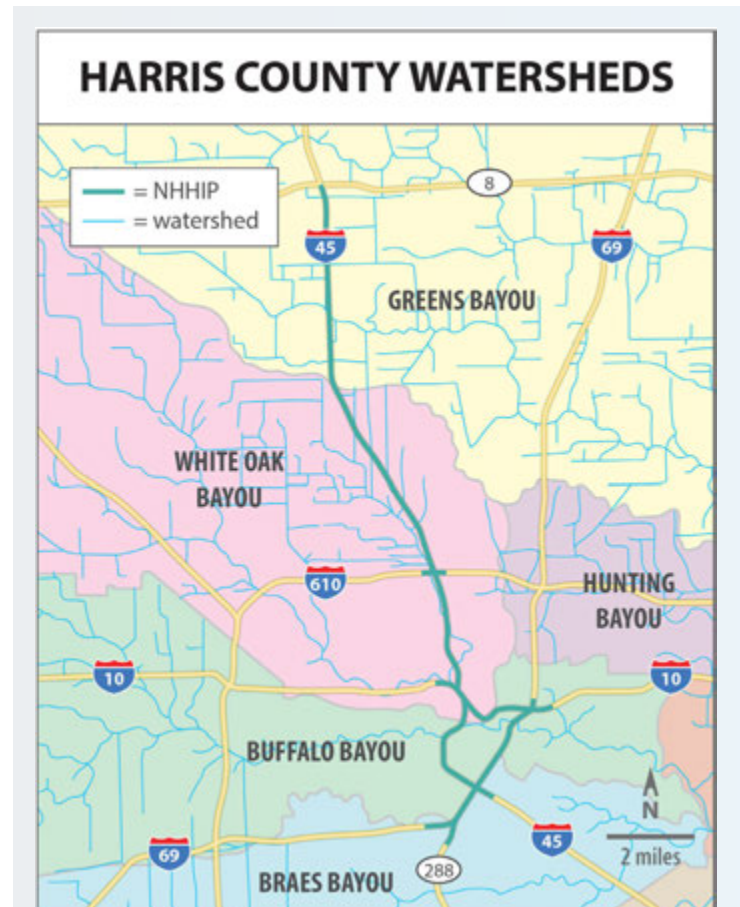 HARRIS COUNTY WATERSHEDS
= NHHIP
= watershed
8
45
69
GREENS BAYOU
WHITE OAK
BAYOU
610
HUNTING
BAYOU
10
10
BUFFALO BAYOU
N
2 miles
69
45
BRAES BAYOU
288